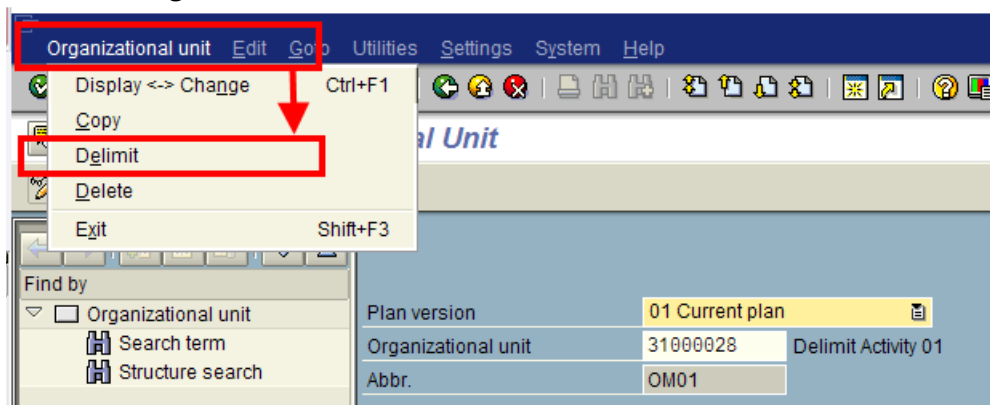 Organizational unit Edit Goto Utilities Settings System Help
Display <-> Change Ctrl+F1
Copy
Delimit
al Unit
Delete
Exit Shift+F3
Find by
Organizational unit
Search term
Structure search
Plan version 01 Current plan
Organizational unit 31000028 Delimit Activity 01
Abbr. OM01